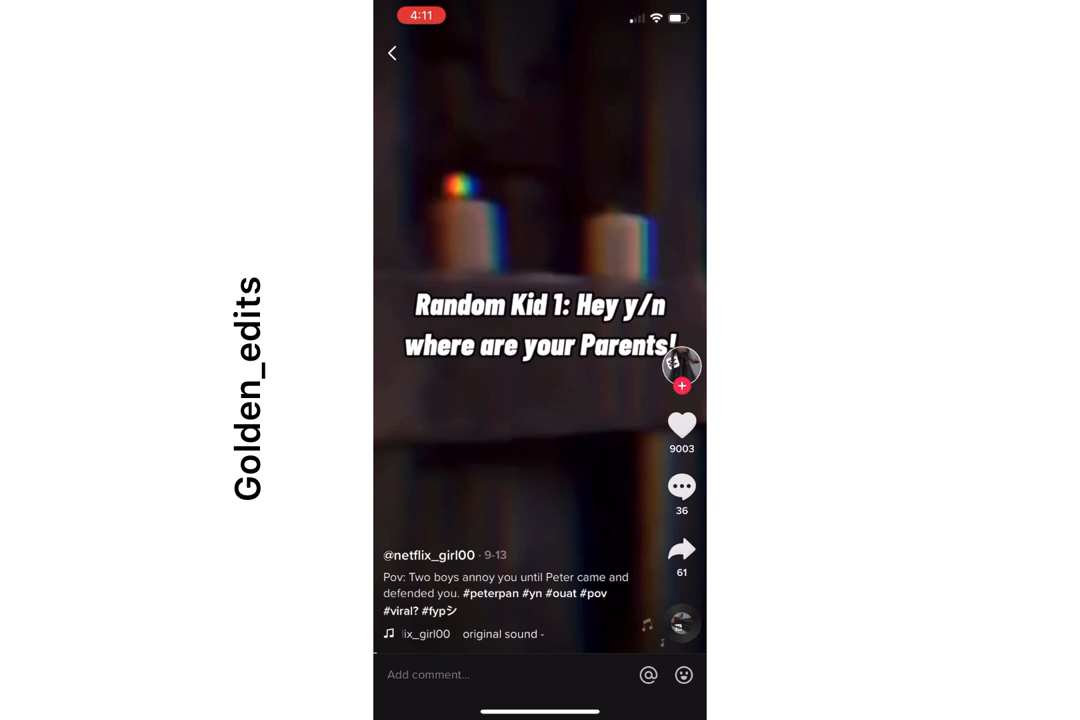 4:11
Golden_edits
Random Kid 1: Hey y/n
where are your Parents!
9003
36
61
@netflix_girl00 · 9-13
Pov: Two boys annoy you until Peter came and
defended you. #peterpan #yn #ouat #pov
#viral? #fypシ
ix_girl00 original sound -
Add comment...